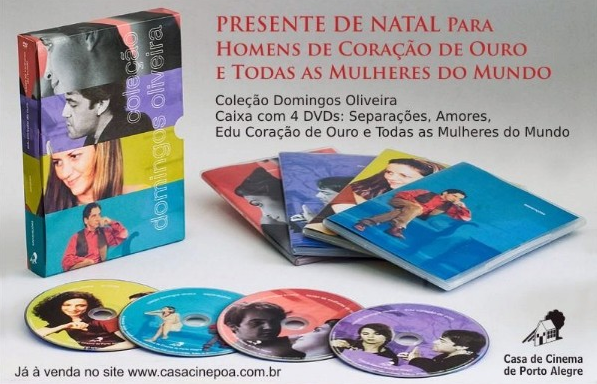 PRESENTE DE NATAL PARA
HOMENS DE CORAÇÃO DE OURO
E TODAS AS MULHERES DO MUNDO
Coleção Domingos Oliveira
Caixa com 4 DVDs: Separações, Amores,
Edu Coração de Ouro e Todas as Mulheres do Mundo
coleção
domingos oliveira
Casa de Cinema
de Porto Alegre
Já à venda no site www.casacinepoa.com.br